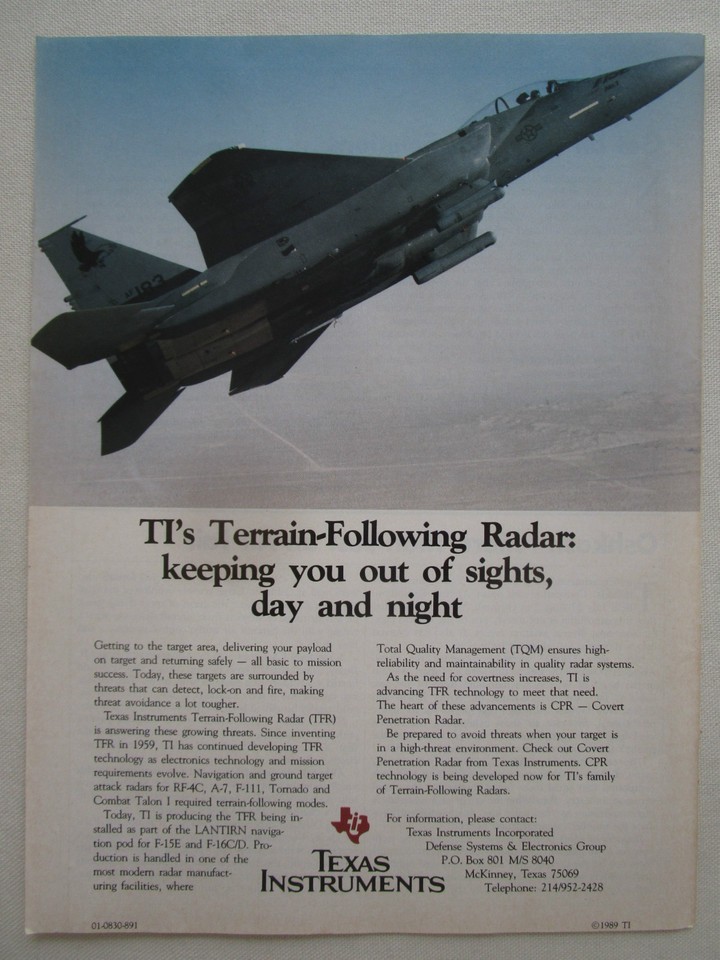 183
TI's Terrain-Following Radar:
keeping you out of sights,
day and night
Getting to the target area, delivering your payload
on target and returning safely — all basic to mission
success. Today, these targets are surrounded by
threats that can detect, lock-on and fire, making
threat avoidance a lot tougher.
Texas Instruments Terrain-Following Radar (TFR)
is answering these growing threats. Since inventing
TFR in 1959, TI has continued developing TFR
technology as electronics technology and mission
requirements evolve. Navigation and ground target
attack radars for RF-4C, A-7, F-111, Tornado and
Combat Talon I required terrain-following modes.
Today, TI is producing the TFR being in-
stalled as part of the LANTIRN naviga-
tion pod for F-15E and F-16C/D. Pro-
duction is handled in one of the
most modern radar manufact-
uring facilities, where
Total Quality Management (TQM) ensures high-
reliability and maintainability in quality radar systems.
As the need for covertness increases, TI is
advancing TFR technology to meet that need.
The heart of these advancements is CPR — Covert
Penetration Radar.
Be prepared to avoid threats when your target is
in a high-threat environment. Check out Covert
Penetration Radar from Texas Instruments. CPR
technology is being developed now for TI's family
of Terrain-Following Radars.
For information, please contact:
Texas Instruments Incorporated
Defense Systems & Electronics Group
P.O. Box 801 M/S 8040
McKinney, Texas 75069
Telephone: 214/952-2428
TEXAS
INSTRUMENTS
01-0830-891
©1989 TI